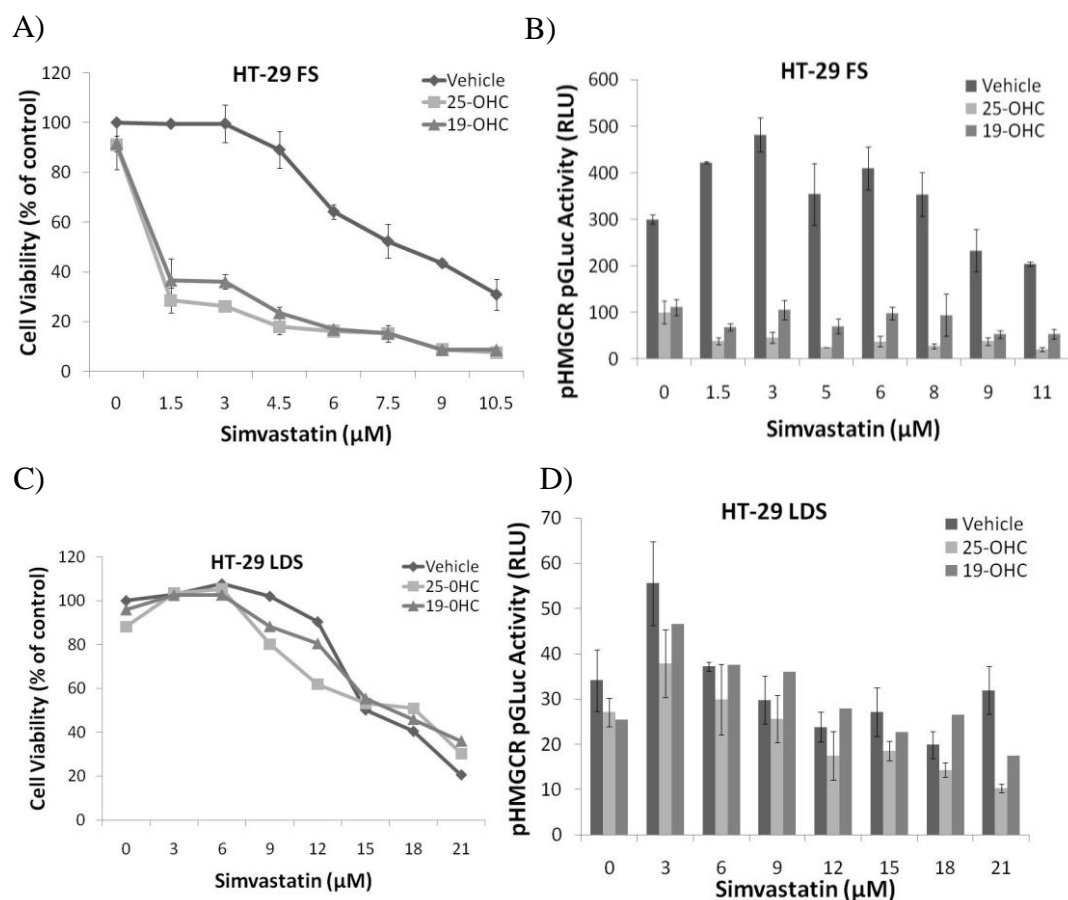 A)
HT-29 FS
Vehicle
25-OHC
19-OHC
Cell Viability (% of control)
120
100
80
60
40
20
0
0 1.5 3 4.5 6 7.5 9 10.5
Simvastatin (µM)
B)
HT-29 FS
Vehicle
25-OHC
19-OHC
pHMGCR pGLuc Activity (RLU)
600
500
400
300
200
100
0
0 1.5 3 5 6 8 9 11
Simvastatin (µM)
C)
HT-29 LDS
Vehicle
25-0HC
19-0HC
Cell Viability (% of control)
120
100
80
60
40
20
0
0 3 6 9 12 15 18 21
Simvastatin (µM)
D)
HT-29 LDS
Vehicle
25-OHC
19-OHC
pHMGCR pGLuc Activity (RLU)
70
60
50
40
30
20
10
0
0 3 6 9 12 15 18 21
Simvastatin (µM)